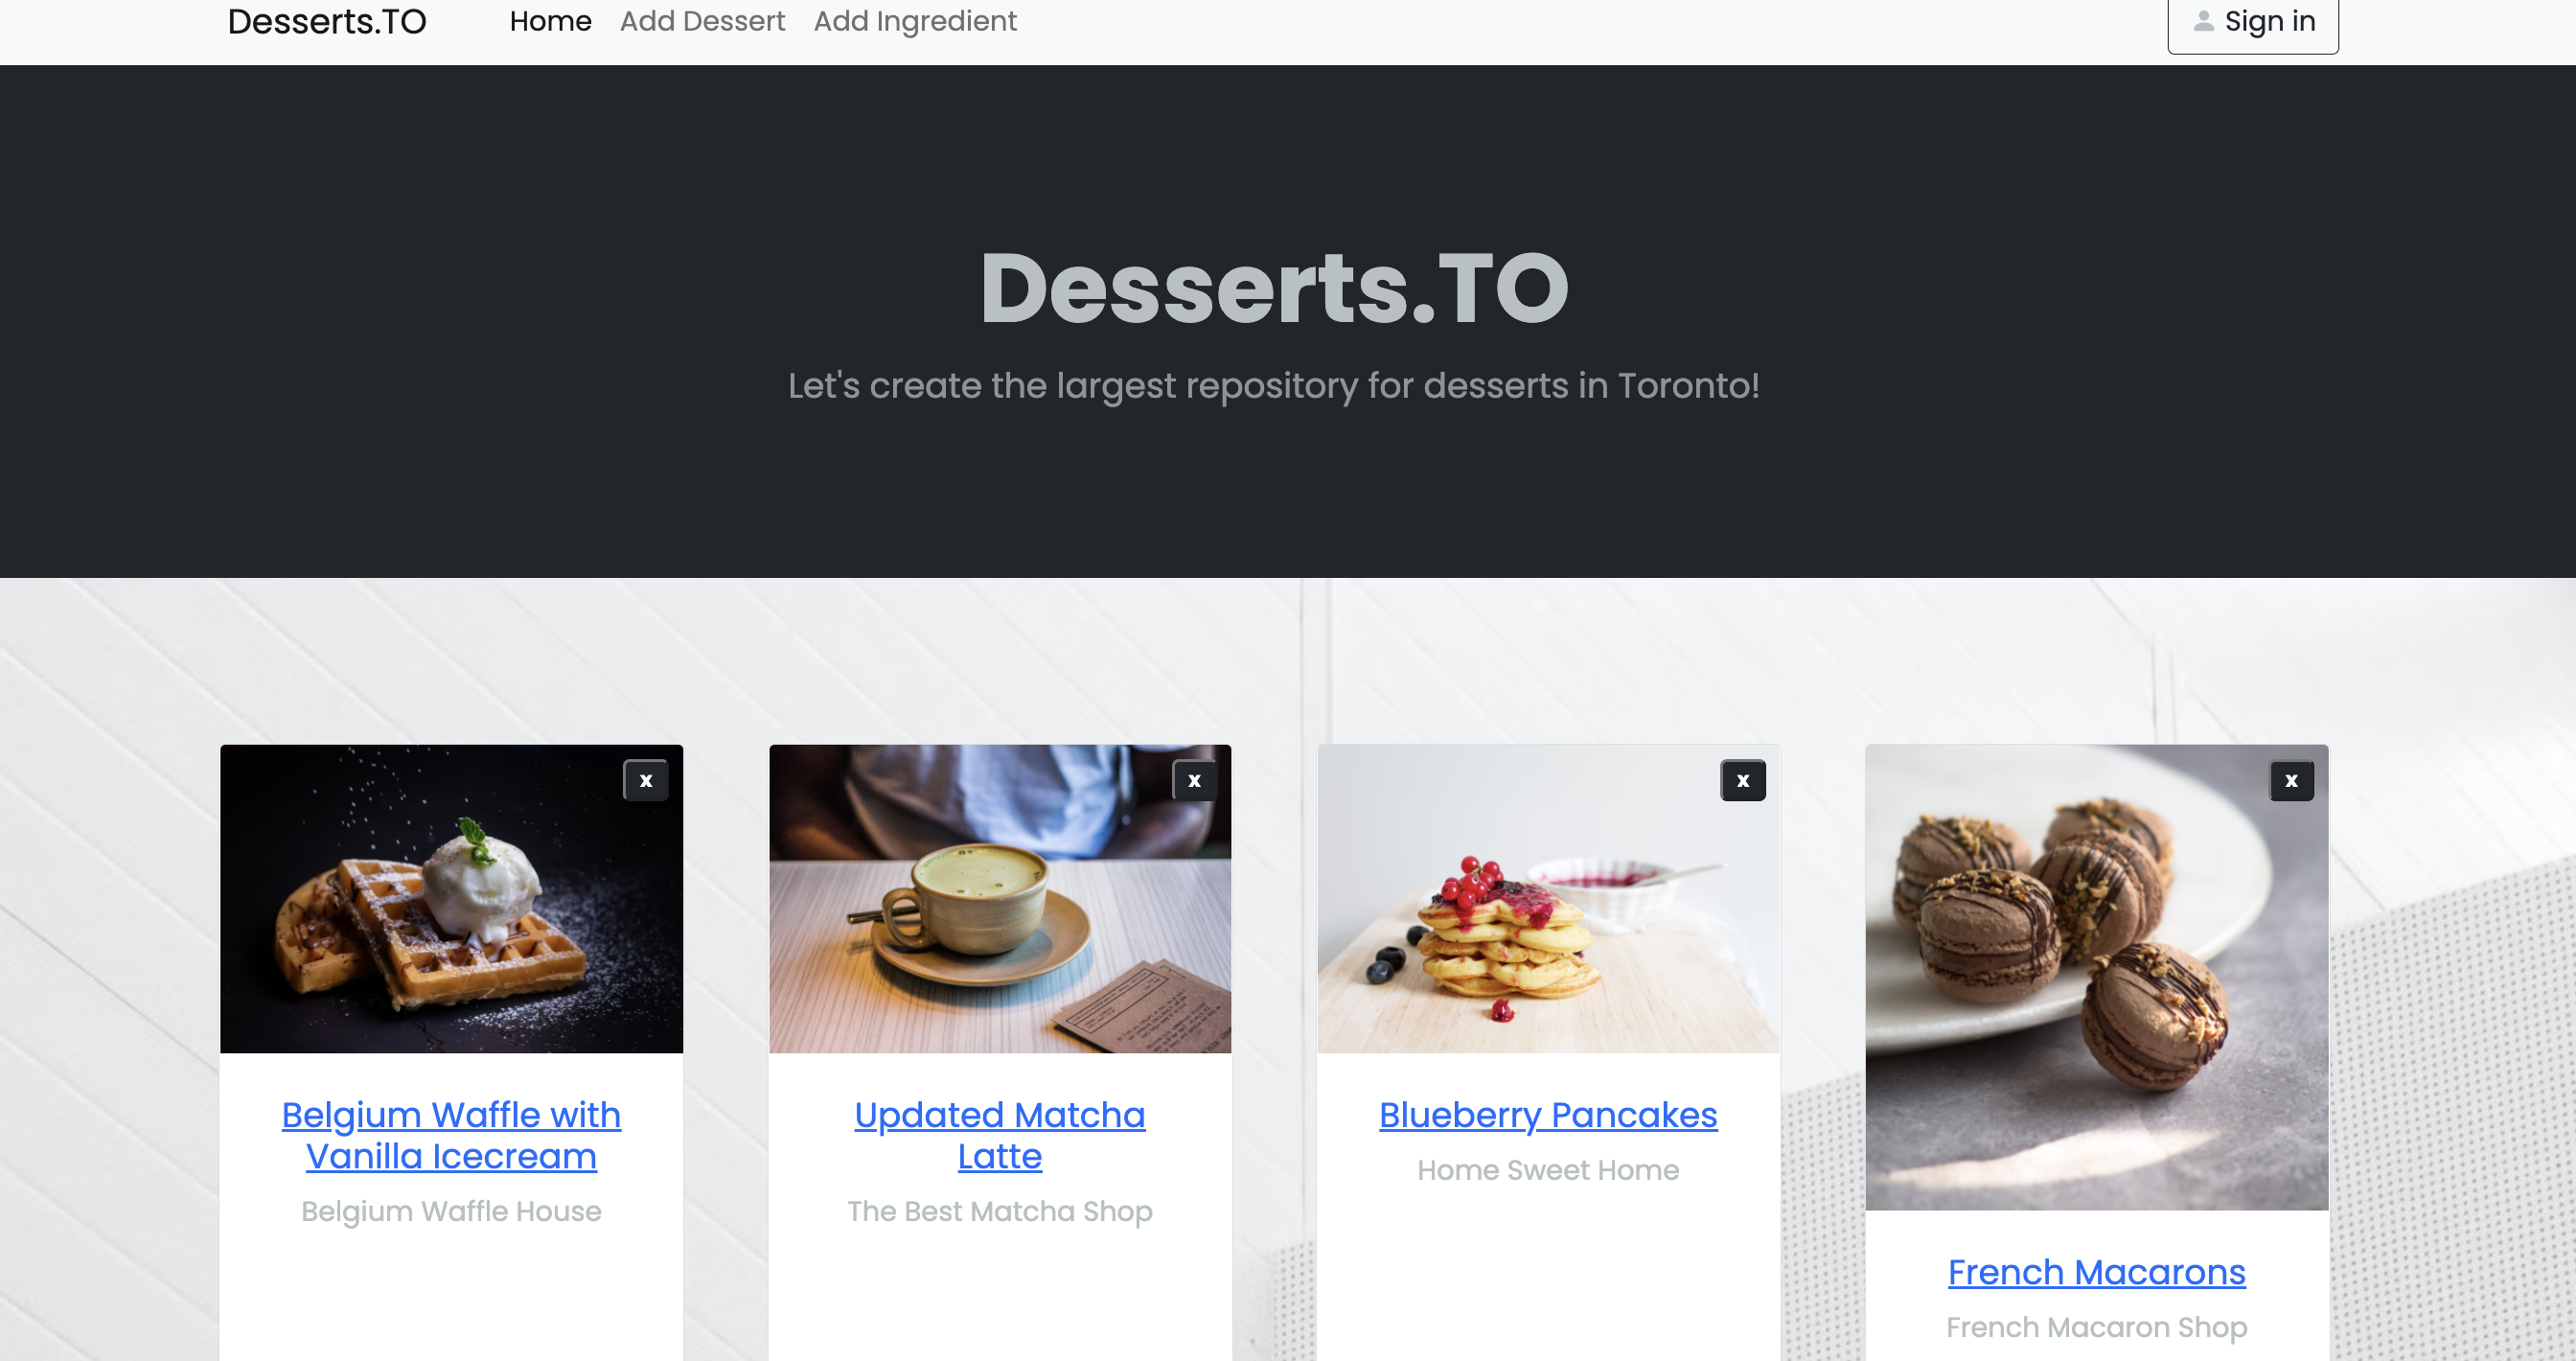 Desserts.TO Home Add Dessert Add Ingredient Sign in
Desserts.TO
Let's create the largest repository for desserts in Toronto!
x x x x
Belgium Waffle with
Vanilla Icecream
Belgium Waffle House
Updated Matcha
Latte
The Best Matcha Shop
Blueberry Pancakes
Home Sweet Home
French Macarons
French Macaron Shop